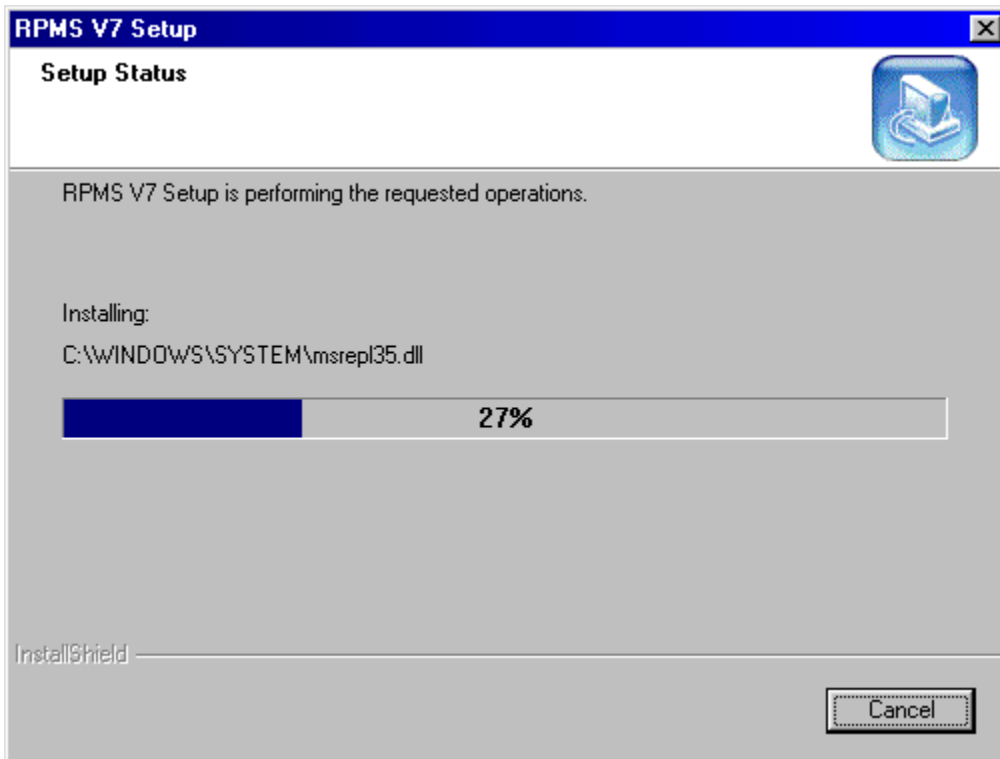 RPMS V7 Setup
Setup Status
RPMS V7 Setup is performing the requested operations.
Installing:
C:\WINDOWS\SYSTEM\msrepl35.dll
27%
InstallShield
Cancel